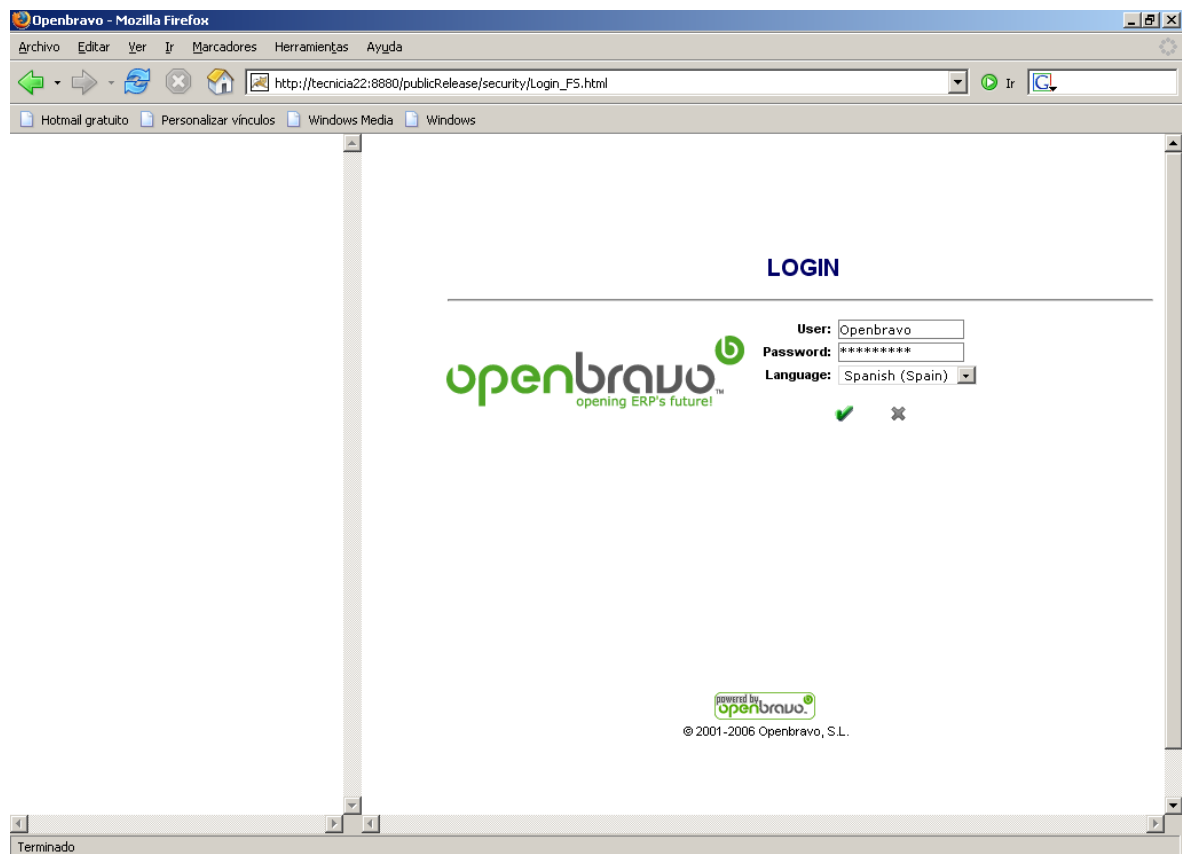 Openbravo - Mozilla Firefox
Archivo Editar Ver Ir Marcadores Herramientas Ayuda
http://tecnicia22:8880/publicRelease/security/Login_FS.html Ir G
Hotmail gratuito Personalizar vínculos Windows Media Windows
LOGIN
User: Openbravo
Password: *********
Language: Spanish (Spain)
openbravo™
opening ERP's future!
powered by
openbravo
© 2001-2006 Openbravo, S.L.
Terminado